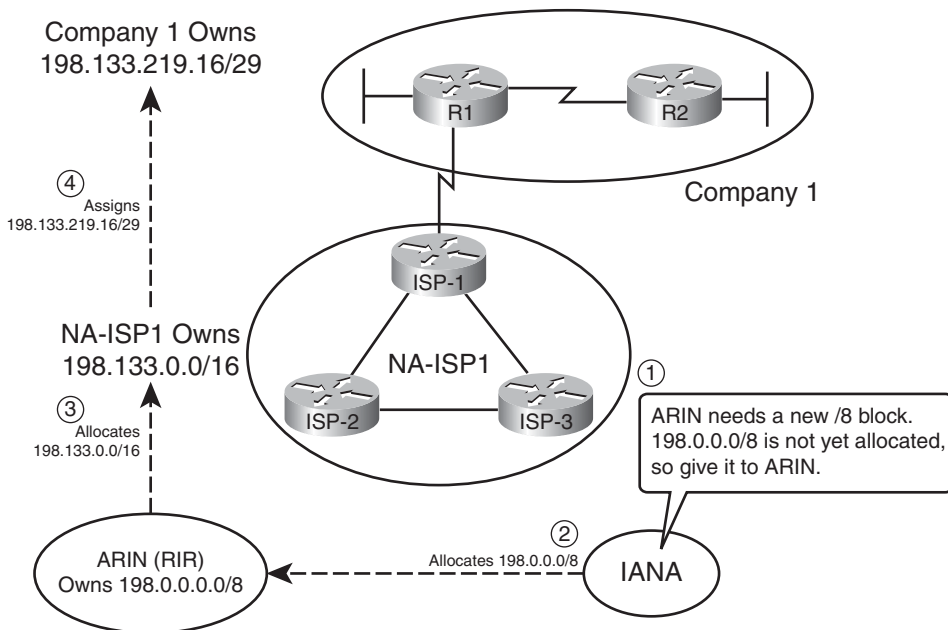 Company 1 Owns
198.133.219.16/29
R1
R2
Company 1
④
Assigns
198.133.219.16/29
ISP-1
NA-ISP1 Owns
198.133.0.0/16
NA-ISP1
ISP-2
ISP-3
①
ARIN needs a new /8 block.
198.0.0.0/8 is not yet allocated,
so give it to ARIN.
③
Allocates
198.133.0.0/16
ARIN (RIR)
Owns 198.0.0.0.0/8
②
Allocates 198.0.0.0/8
IANA